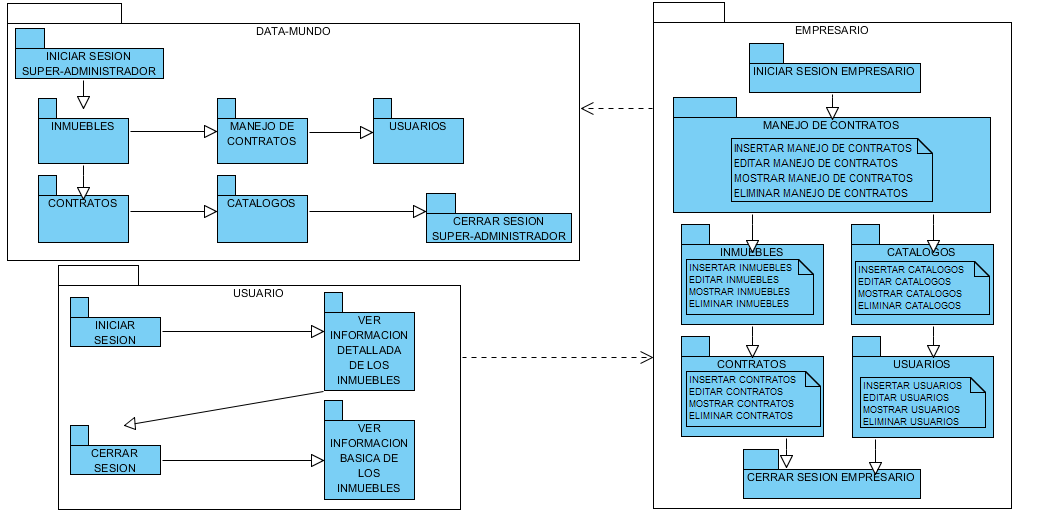 DATA-MUNDO
INICIAR SESION
SUPER-ADMINISTRADOR
INMUEBLES
MANEJO DE
CONTRATOS
USUARIOS
CONTRATOS
CATALOGOS
CERRAR SESION
SUPER-ADMINISTRADOR
USUARIO
INICIAR
SESION
VER
INFORMACION
DETALLADA
DE LOS
INMUEBLES
CERRAR
SESION
VER
INFORMACION
BASICA DE
LOS
INMUEBLES
EMPRESARIO
INICIAR SESION EMPRESARIO
MANEJO DE CONTRATOS
INSERTAR MANEJO DE CONTRATOS
EDITAR MANEJO DE CONTRATOS
MOSTRAR MANEJO DE CONTRATOS
ELIMINAR MANEJO DE CONTRATOS
INMUEBLES
INSERTAR INMUEBLES
EDITAR INMUEBLES
MOSTRAR INMUEBLES
ELIMINAR INMUEBLES
CATALOGOS
INSERTAR CATALOGOS
EDITAR CATALOGOS
MOSTRAR CATALOGOS
ELIMINAR CATALOGOS
CONTRATOS
INSERTAR CONTRATOS
EDITAR CONTRATOS
MOSTRAR CONTRATOS
ELIMINAR CONTRATOS
USUARIOS
INSERTAR USUARIOS
EDITAR USUARIOS
MOSTRAR USUARIOS
ELIMINAR USUARIOS
CERRAR SESION EMPRESARIO